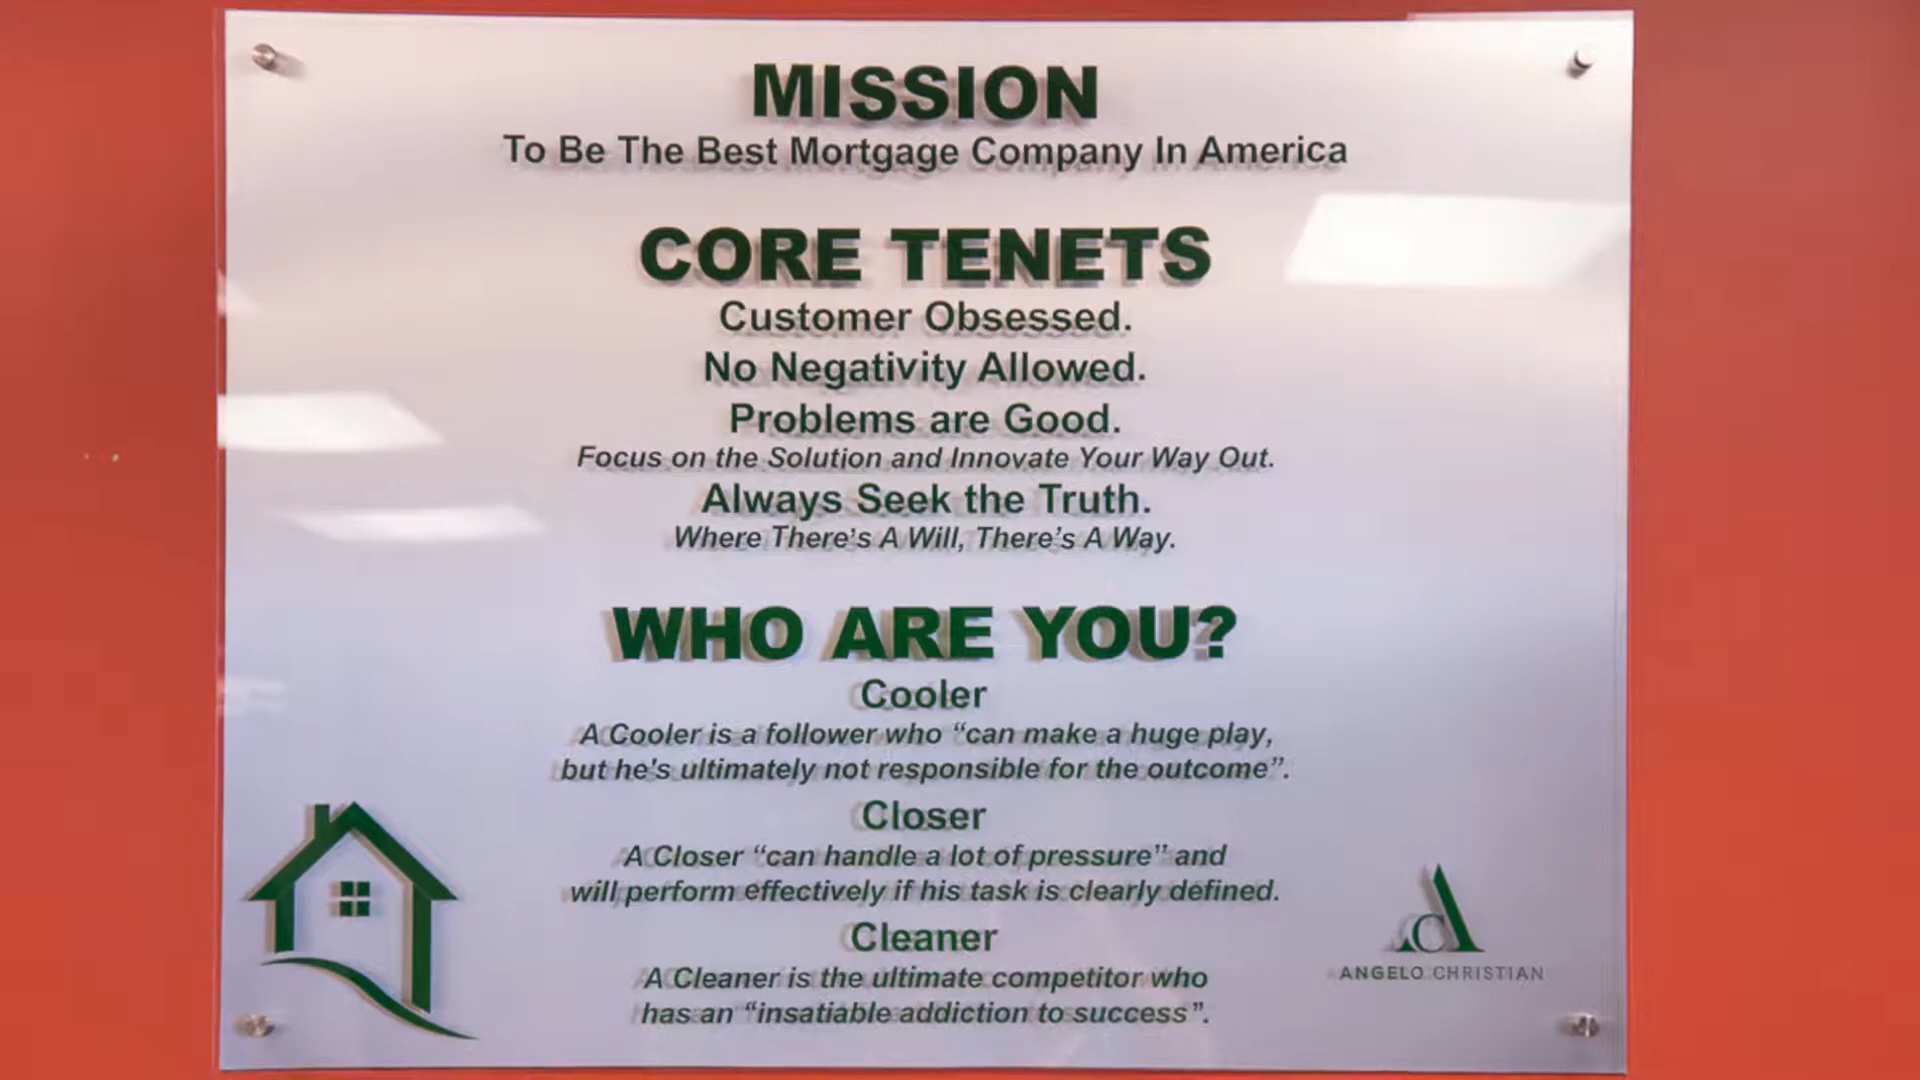 MISSION
To Be The Best Mortgage Company In America
CORE TENETS
Customer Obsessed.
No Negativity Allowed.
Problems are Good.
Focus on the Solution and Innovate Your Way Out.
Always Seek the Truth.
Where There's A Will, There's A Way.
WHO ARE YOU?
Cooler
A Cooler is a follower who “can make a huge play,
but he's ultimately not responsible for the outcome”.
Closer
A Closer “can handle a lot of pressure” and
will perform effectively if his task is clearly defined.
Cleaner
A Cleaner is the ultimate competitor who
has an “insatiable addiction to success”.
AC
ANGELO CHRISTIAN